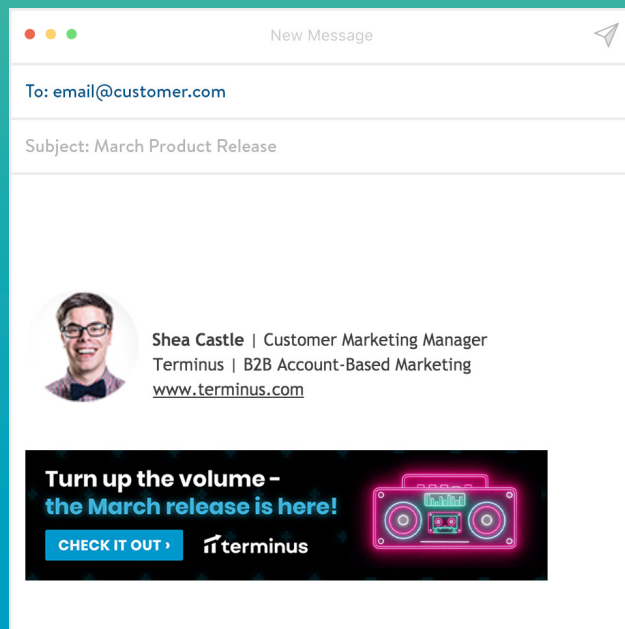 New Message
To: email@customer.com
Subject: March Product Release
Shea Castle | Customer Marketing Manager
Terminus | B2B Account-Based Marketing
www.terminus.com
Turn up the volume –
the March release is here!
CHECK IT OUT ›
terminus